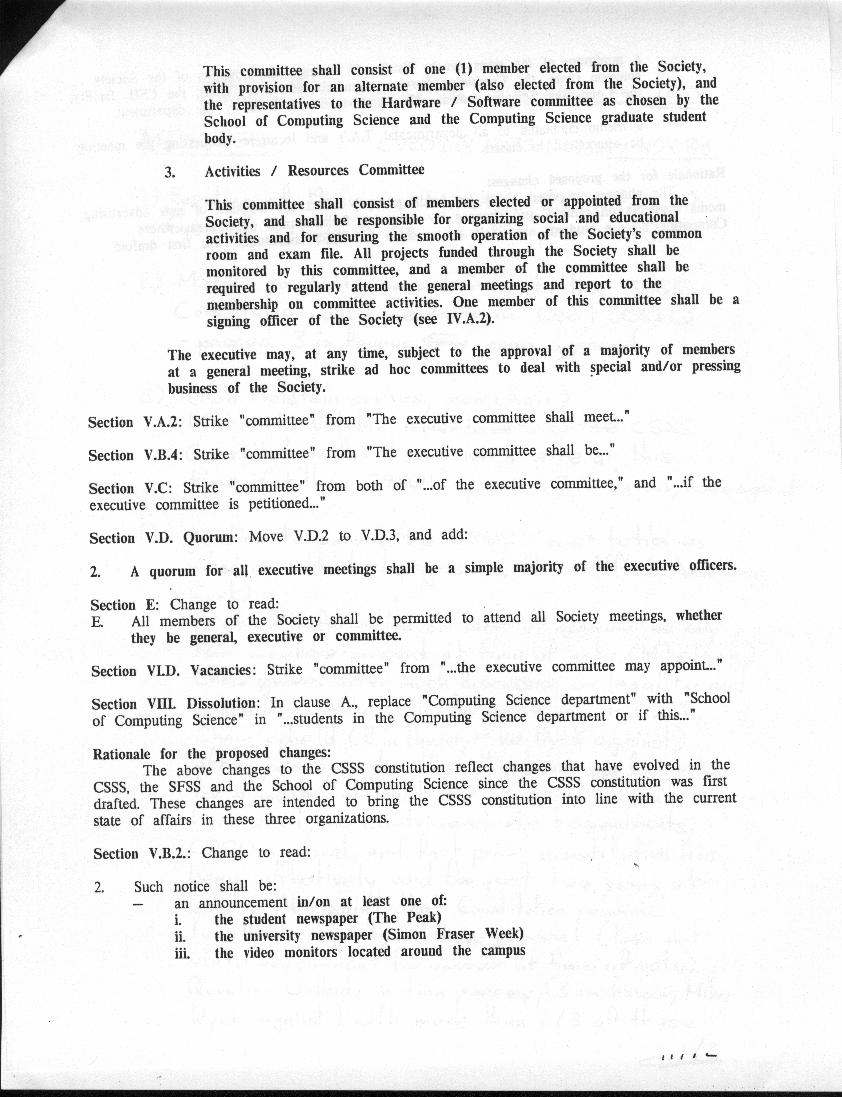 This committee shall consist of one (1) member elected from the Society,
with provision for an alternate member (also elected from the Society), and
the representatives to the Hardware / Software committee as chosen by the
School of Computing Science and the Computing Science graduate student
body.
3. Activities / Resources Committee
This committee shall consist of members elected or appointed from the
Society, and shall be responsible for organizing social and educational
activities and for ensuring the smooth operation of the Society's common
room and exam file. All projects funded through the Society shall be
monitored by this committee, and a member of the committee shall be
required to regularly attend the general meetings and report to the
membership on committee activities. One member of this committee shall be a
signing officer of the Society (see IV.A.2).
The executive may, at any time, subject to the approval of a majority of members
at a general meeting, strike ad hoc committees to deal with special and/or pressing
business of the Society.
Section V.A.2: Strike "committee" from "The executive committee shall meet..."
Section V.B.4: Strike "committee" from "The executive committee shall be..."
Section V.C: Strike "committee" from both of "...of the executive committee," and "...if the
executive committee is petitioned..."
Section V.D. Quorum: Move V.D.2 to V.D.3, and add:
2. A quorum for all executive meetings shall be a simple majority of the executive officers.
Section E: Change to read:
E. All members of the Society shall be permitted to attend all Society meetings, whether
they be general, executive or committee.
Section VI.D. Vacancies: Strike "committee" from "...the executive committee may appoint..."
Section VIII. Dissolution: In clause A., replace "Computing Science department" with "School
of Computing Science" in "...students in the Computing Science department or if this..."
Rationale for the proposed changes:
The above changes to the CSSS constitution reflect changes that have evolved in the
CSSS, the SFSS and the School of Computing Science since the CSSS constitution was first
drafted. These changes are intended to bring the CSSS constitution into line with the current
state of affairs in these three organizations.
Section V.B.2.: Change to read:
2. Such notice shall be:
— an announcement in/on at least one of:
i. the student newspaper (The Peak)
ii. the university newspaper (Simon Fraser Week)
iii. the video monitors located around the campus